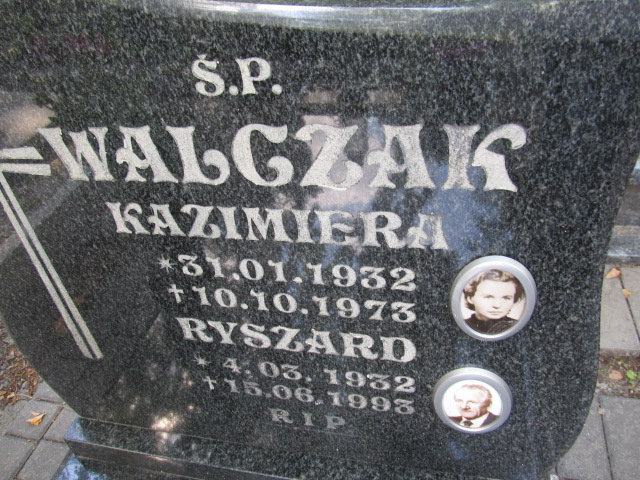 Ś.P.
WALCZAK
KAZIMIERA
*31.01.1932
†10.10.1973
RYSZARD
* 4.03.1932
†15.06.1993
R I P